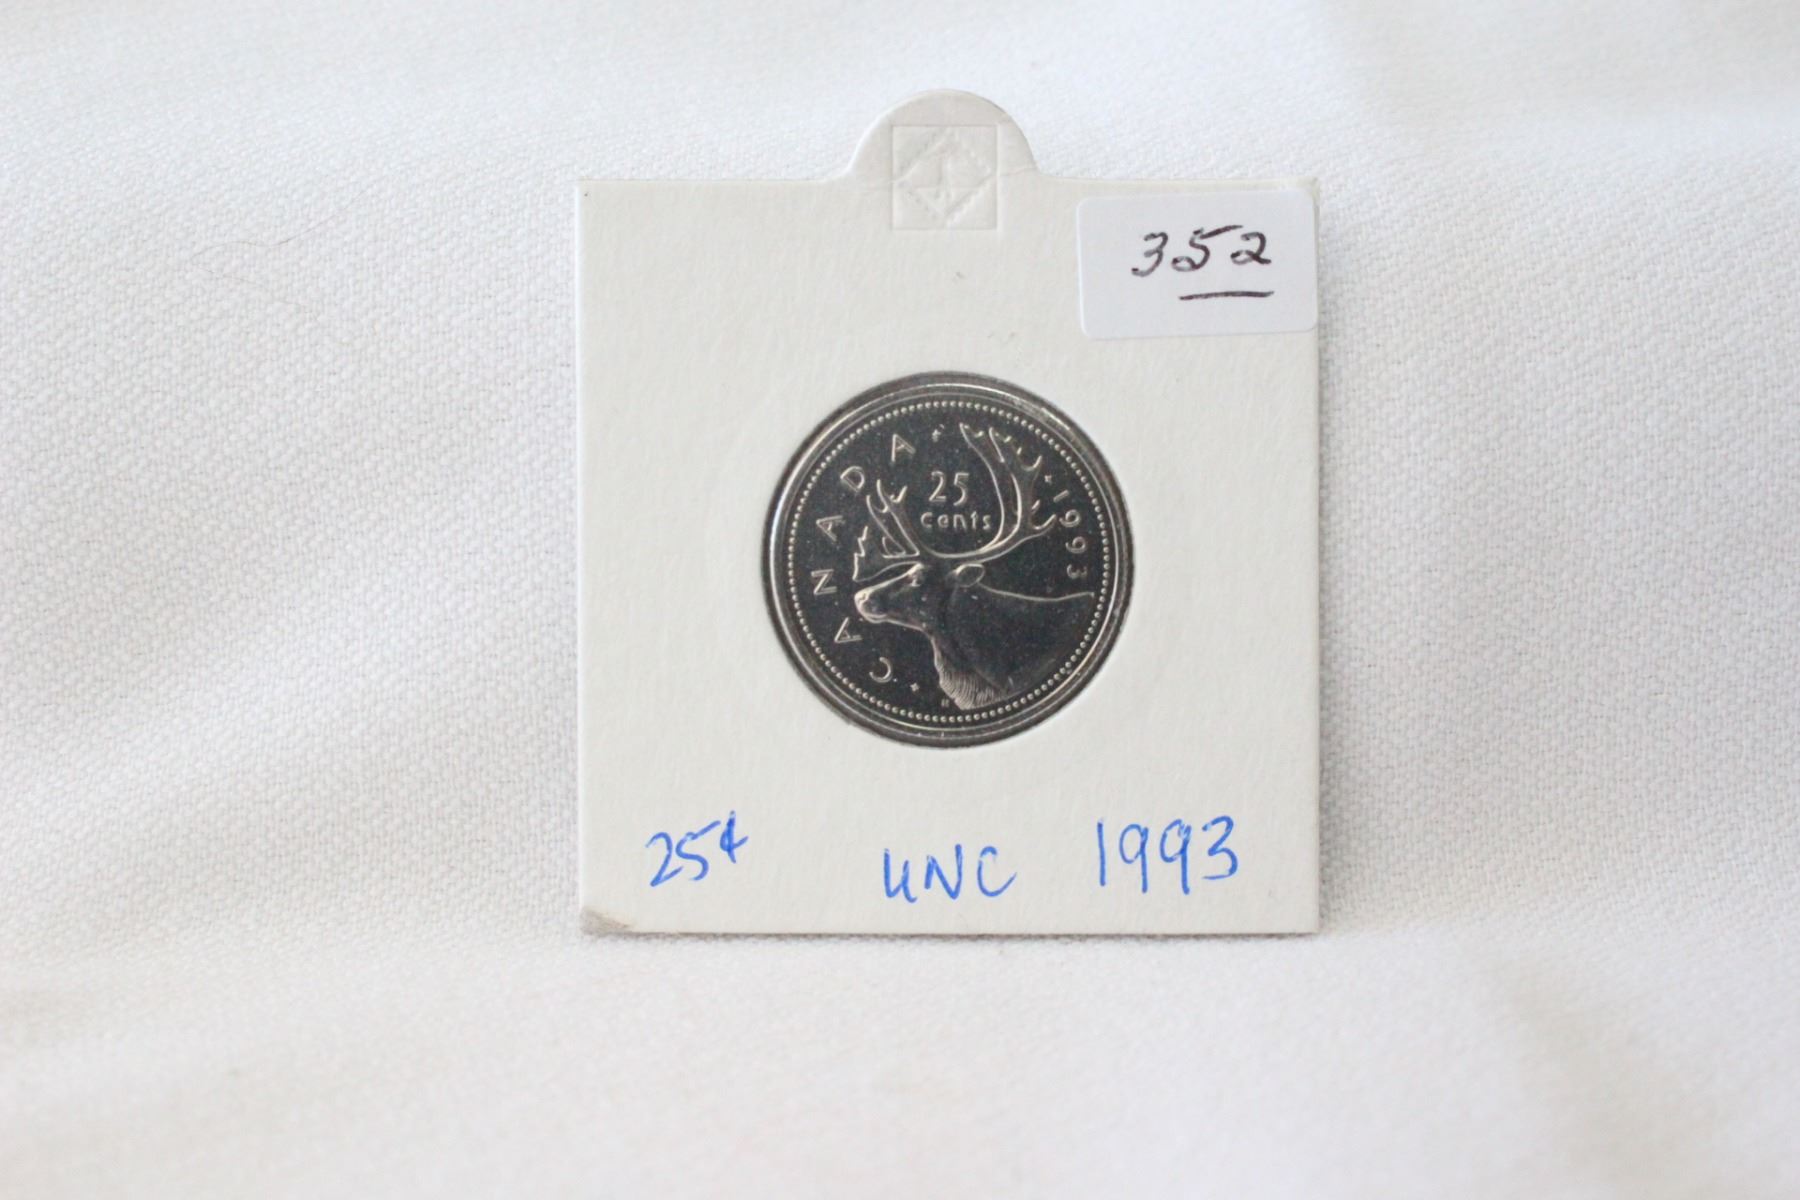 352
CANADA
25
cents
1993
H
25¢ UNC 1993